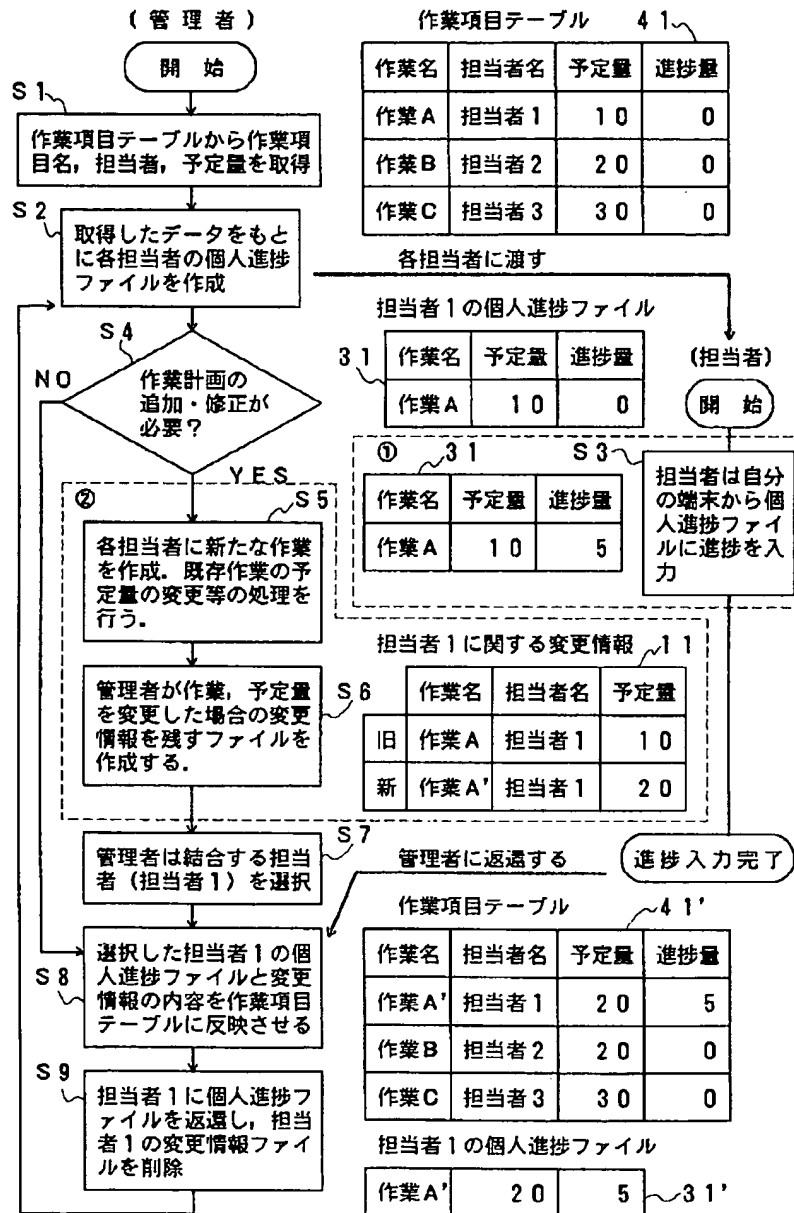 (管理者)
開 始
S1
作業項目テーブルから作業項
目名，担当者，予定量を取得
S2
取得したデータをもと
に各担当者の個人進捗
ファイルを作成
S4
NO
作業計画の
追加・修正が
必要？
YES
②
S5
各担当者に新たな作業
を作成．既存作業の予
定量の変更等の処理を
行う。
管理者が作業，予定量
を変更した場合の変更
情報を残すファイルを
作成する．
S6
S7
管理者は結合する担当
者（担当者1）を選択
S8
選択した担当者1の個
人進捗ファイルと変更
情報の内容を作業項目
テーブルに反映させる
S9
担当者1に個人進捗フ
ァイルを返還し，担当
者1の変更情報ファイ
ルを削除
作業項目テーブル 41
作業名 担当者名 予定量 進捗量
作業A 担当者1 10 0
作業B 担当者2 20 0
作業C 担当者3 30 0
各担当者に渡す
担当者1の個人進捗ファイル
31
作業名 予定量 進捗量
作業A 10 0
(担当者)
開 始
① 31
作業名 予定量 進捗量
作業A 10 5
S3
担当者は自分
の端末から個
人進捗ファイ
ルに進捗を入
力
担当者1に関する変更情報 11
作業名 担当者名 予定量
旧 作業A 担当者1 10
新 作業A' 担当者1 20
管理者に返還する
進捗入力完了
作業項目テーブル 41'
作業名 担当者名 予定量 進捗量
作業A' 担当者1 20 5
作業B 担当者2 20 0
作業C 担当者3 30 0
担当者1の個人進捗ファイル
作業A' 20 5 31'